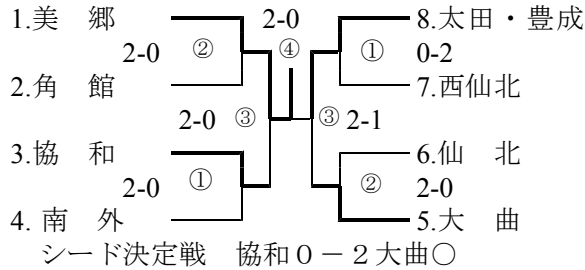 1.美　郷 2-0 8.太田・豊成
2-0 ② ④ ① 0-2
2.角　館 7.西仙北
2-0 ③ ③ 2-1
3.協　和 6.仙　北
2-0 ① ② 2-0
4. 南　外 5.大　曲
シード決定戦　協和０－２大曲○